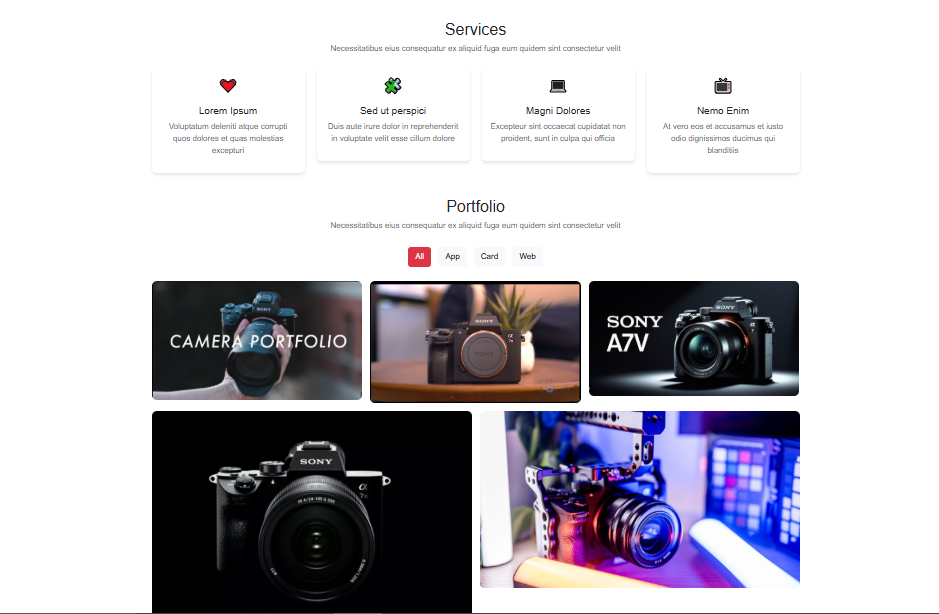 Services
Necessitatibus eius consequatur ex aliquid fuga eum quidem sint consectetur velit
Lorem Ipsum
Voluptatum deleniti atque corrupti
quos dolores et quas molestias
excepturi
Sed ut perspici
Duis aute irure dolor in reprehenderit
in voluptate velit esse cillum dolore
Magni Dolores
Excepteur sint occaecat cupidatat non
proident, sunt in culpa qui officia
Nemo Enim
At vero eos et accusamus et iusto
odio dignissimos ducimus qui
blanditiis
Portfolio
Necessitatibus eius consequatur ex aliquid fuga eum quidem sint consectetur velit
All
App
Card
Web
SONY
CAMERA PORTFOLIO
SONY
SONY
SONY
A7V
SONY
SONY
α
7